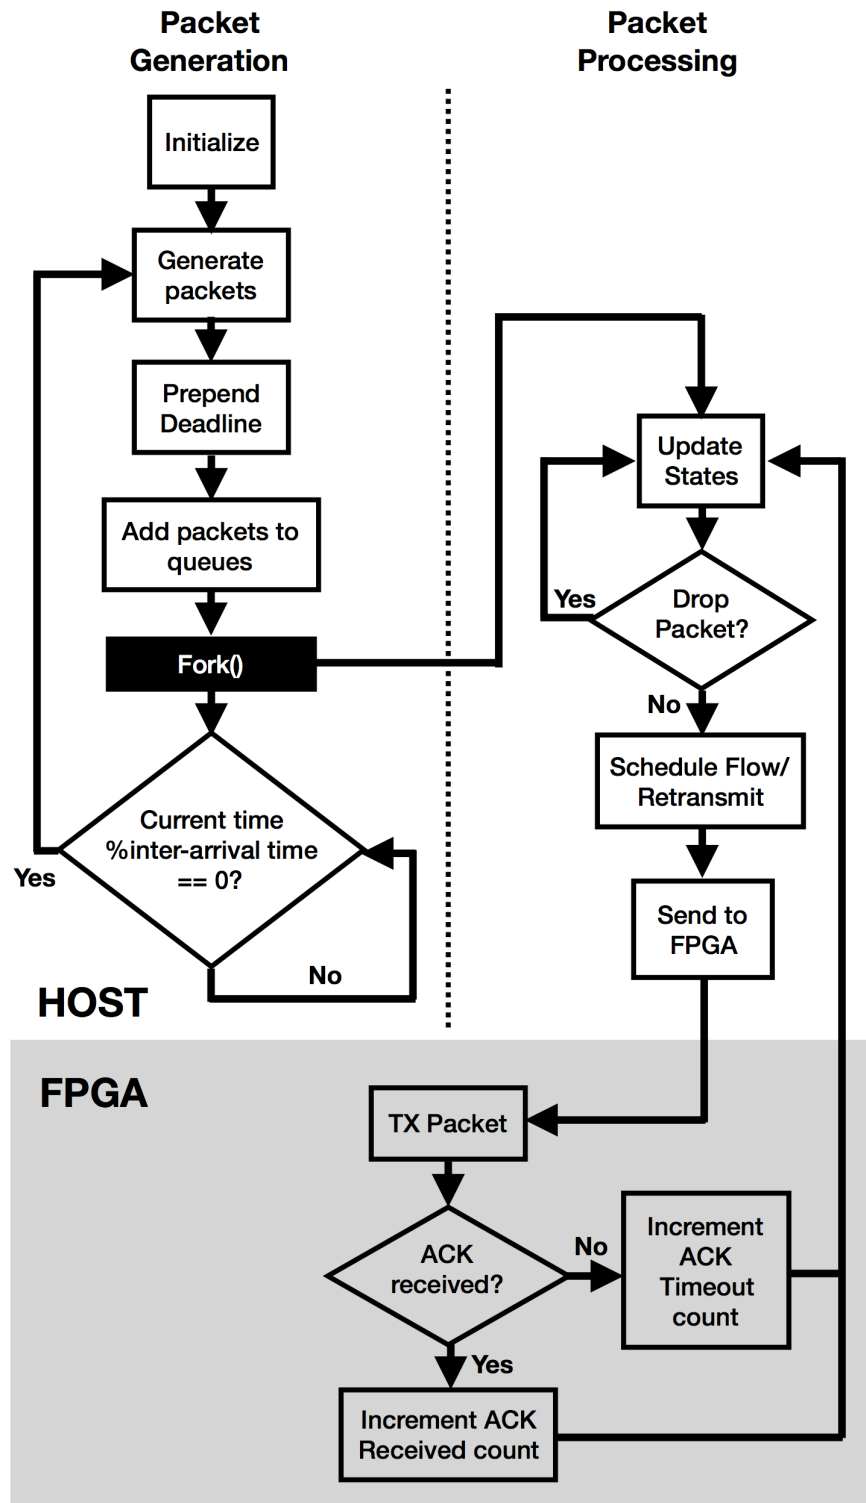 Packet
Generation
Initialize
Generate
packets
Prepend
Deadline
Add packets to
queues
Fork()
Current time
%inter-arrival time
== 0?
Yes
No
HOST
Packet
Processing
Update
States
Drop
Packet?
Yes
No
Schedule Flow/
Retransmit
Send to
FPGA
FPGA
TX Packet
ACK
received?
No
Increment
ACK
Timeout
count
Yes
Increment ACK
Received count